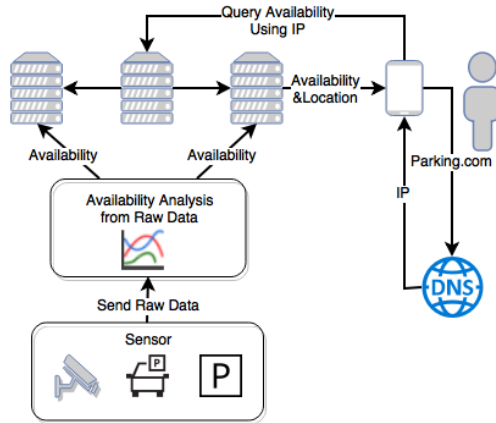 Query Availability
Using IP
Availability
&Location
Availability
Availability
Parking.com
IP
Availability Analysis
from Raw Data
DNS
Send Raw Data
Sensor
P
P